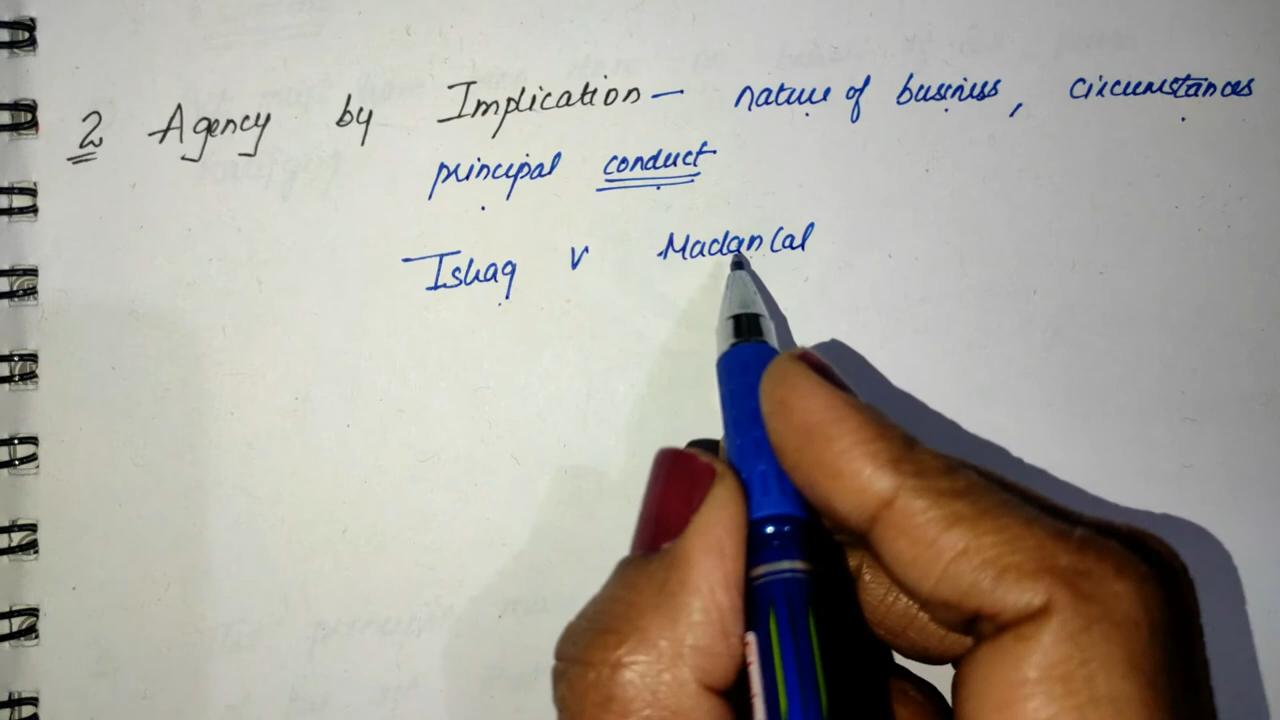 2 Agency by Implication - nature of business, circumstances
principal conduct
Ishaq v Madanlal